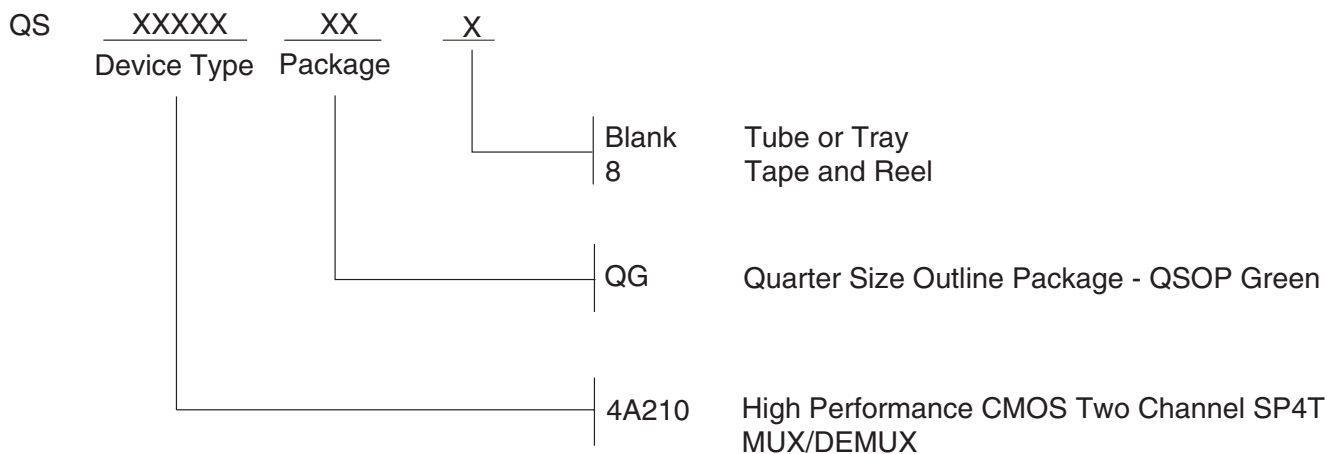 QS XXXXX XX X
Device Type Package
Blank Tube or Tray
8 Tape and Reel
QG Quarter Size Outline Package - QSOP Green
4A210 High Performance CMOS Two Channel SP4T
MUX/DEMUX